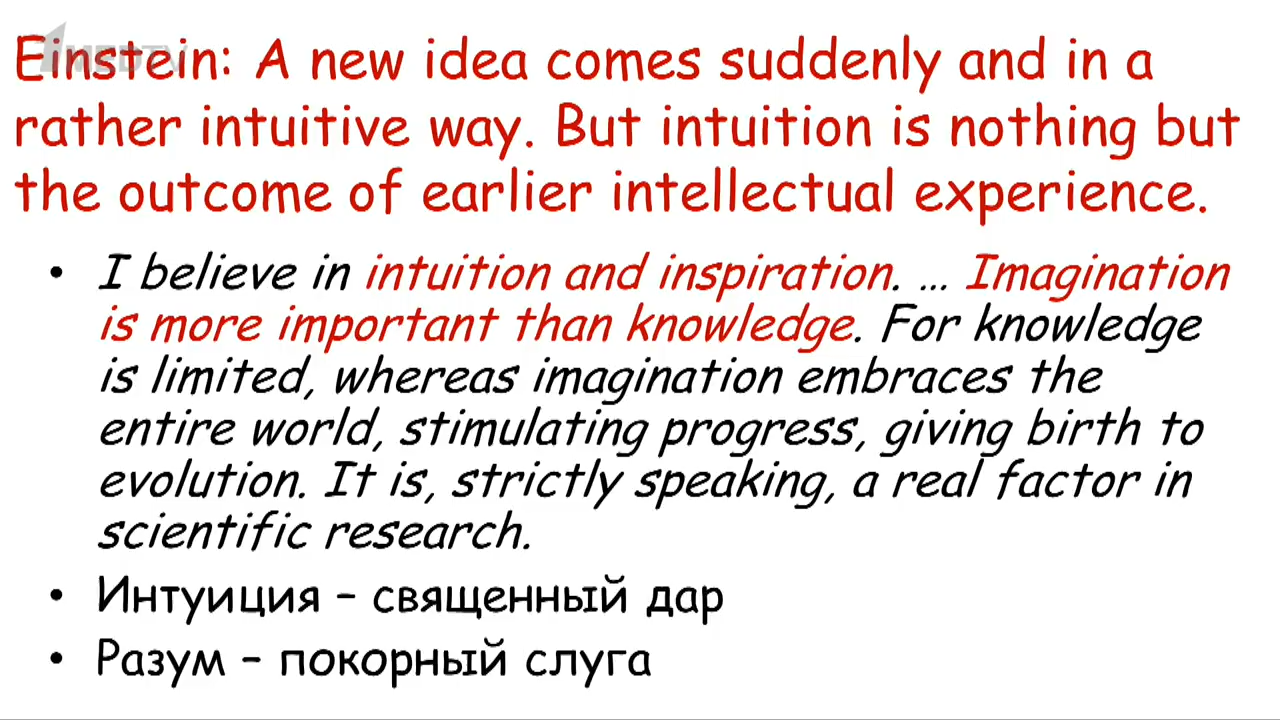 1MEDTV
Einstein: A new idea comes suddenly and in a
rather intuitive way. But intuition is nothing but
the outcome of earlier intellectual experience.
• I believe in intuition and inspiration. … Imagination
is more important than knowledge. For knowledge
is limited, whereas imagination embraces the
entire world, stimulating progress, giving birth to
evolution. It is, strictly speaking, a real factor in
scientific research.
• Интуиция – священный дар
• Разум – покорный слуга